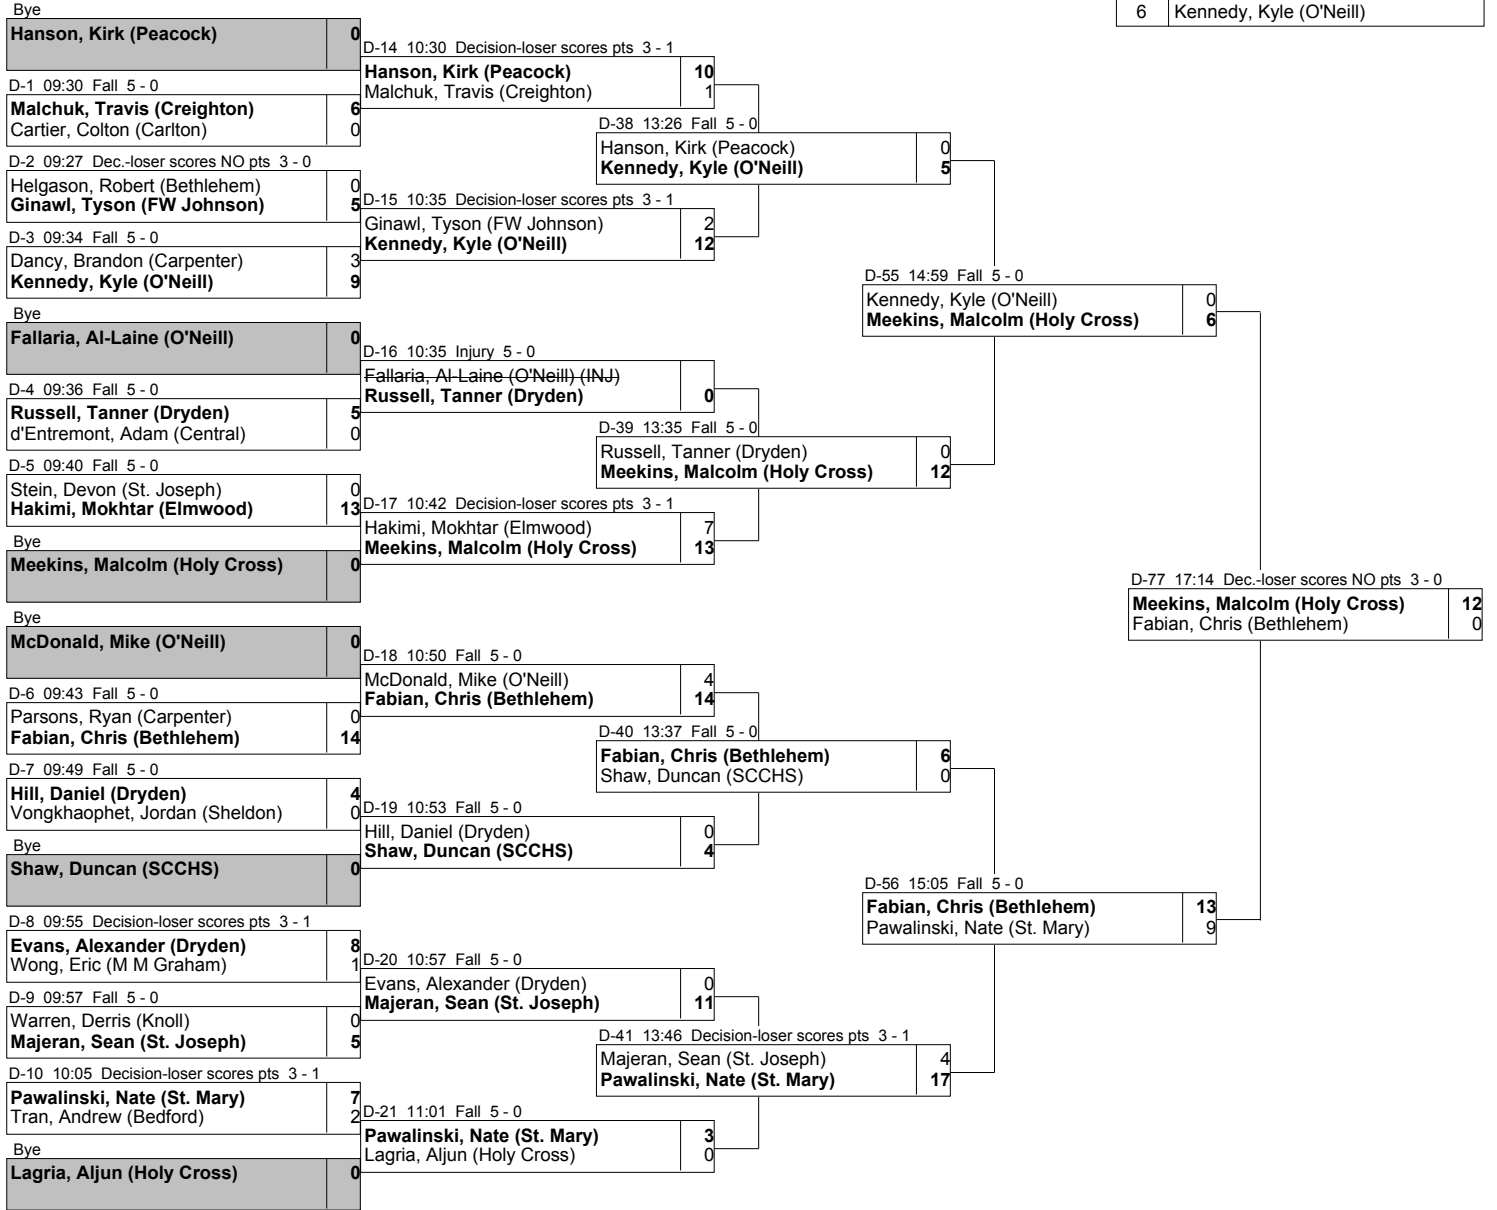 6 Kennedy, Kyle (O'Neill)
Bye
Hanson, Kirk (Peacock) 0
D-1 09:30 Fall 5 - 0
Malchuk, Travis (Creighton) 6
Cartier, Colton (Carlton) 0
D-2 09:27 Dec.-loser scores NO pts 3 - 0
Helgason, Robert (Bethlehem) 0
Ginawl, Tyson (FW Johnson) 5
D-3 09:34 Fall 5 - 0
Dancy, Brandon (Carpenter) 3
Kennedy, Kyle (O'Neill) 9
Bye
Fallaria, Al-Laine (O'Neill) 0
D-4 09:36 Fall 5 - 0
Russell, Tanner (Dryden) 5
d'Entremont, Adam (Central) 0
D-5 09:40 Fall 5 - 0
Stein, Devon (St. Joseph) 0
Hakimi, Mokhtar (Elmwood) 13
Bye
Meekins, Malcolm (Holy Cross) 0
Bye
McDonald, Mike (O'Neill) 0
D-6 09:43 Fall 5 - 0
Parsons, Ryan (Carpenter) 0
Fabian, Chris (Bethlehem) 14
D-7 09:49 Fall 5 - 0
Hill, Daniel (Dryden) 4
Vongkhaophet, Jordan (Sheldon) 0
Bye
Shaw, Duncan (SCCHS) 0
D-8 09:55 Decision-loser scores pts 3 - 1
Evans, Alexander (Dryden) 8
Wong, Eric (M M Graham) 1
D-9 09:57 Fall 5 - 0
Warren, Derris (Knoll) 0
Majeran, Sean (St. Joseph) 5
D-10 10:05 Decision-loser scores pts 3 - 1
Pawalinski, Nate (St. Mary) 7
Tran, Andrew (Bedford) 2
Bye
Lagria, Aljun (Holy Cross) 0
D-14 10:30 Decision-loser scores pts 3 - 1
Hanson, Kirk (Peacock) 10
Malchuk, Travis (Creighton) 1
D-15 10:35 Decision-loser scores pts 3 - 1
Ginawl, Tyson (FW Johnson) 2
Kennedy, Kyle (O'Neill) 12
D-16 10:35 Injury 5 - 0
Fallaria, Al-Laine (O'Neill) (INJ)
Russell, Tanner (Dryden) 0
D-17 10:42 Decision-loser scores pts 3 - 1
Hakimi, Mokhtar (Elmwood) 7
Meekins, Malcolm (Holy Cross) 13
D-18 10:50 Fall 5 - 0
McDonald, Mike (O'Neill) 4
Fabian, Chris (Bethlehem) 14
D-19 10:53 Fall 5 - 0
Hill, Daniel (Dryden) 0
Shaw, Duncan (SCCHS) 4
D-20 10:57 Fall 5 - 0
Evans, Alexander (Dryden) 0
Majeran, Sean (St. Joseph) 11
D-21 11:01 Fall 5 - 0
Pawalinski, Nate (St. Mary) 3
Lagria, Aljun (Holy Cross) 0
D-38 13:26 Fall 5 - 0
Hanson, Kirk (Peacock) 0
Kennedy, Kyle (O'Neill) 5
D-39 13:35 Fall 5 - 0
Russell, Tanner (Dryden) 0
Meekins, Malcolm (Holy Cross) 12
D-40 13:37 Fall 5 - 0
Fabian, Chris (Bethlehem) 6
Shaw, Duncan (SCCHS) 0
D-41 13:46 Decision-loser scores pts 3 - 1
Majeran, Sean (St. Joseph) 4
Pawalinski, Nate (St. Mary) 17
D-55 14:59 Fall 5 - 0
Kennedy, Kyle (O'Neill) 0
Meekins, Malcolm (Holy Cross) 6
D-56 15:05 Fall 5 - 0
Fabian, Chris (Bethlehem) 13
Pawalinski, Nate (St. Mary) 9
D-77 17:14 Dec.-loser scores NO pts 3 - 0
Meekins, Malcolm (Holy Cross) 12
Fabian, Chris (Bethlehem) 0